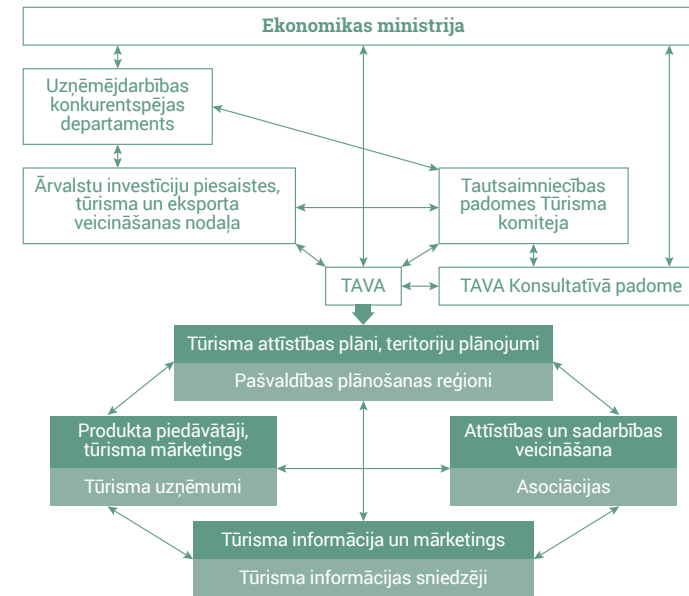 Ekonomikas ministrija
Uzņēmējdarbības
konkurentspējas
departaments
Ārvalstu investīciju piesaistes,
tūrisma un eksporta
veicināšanas nodaļa
Tautsaimniecības
padomes Tūrisma
komiteja
TAVA
TAVA Konsultatīvā padome
Tūrisma attīstības plāni, teritoriju plānojumi
Pašvaldības plānošanas reģioni
Produkta piedāvātāji,
tūrisma mārketings
Tūrisma uzņēmumi
Attīstības un sadarbības
veicināšana
Asociācijas
Tūrisma informācija un mārketings
Tūrisma informācijas sniedzēji